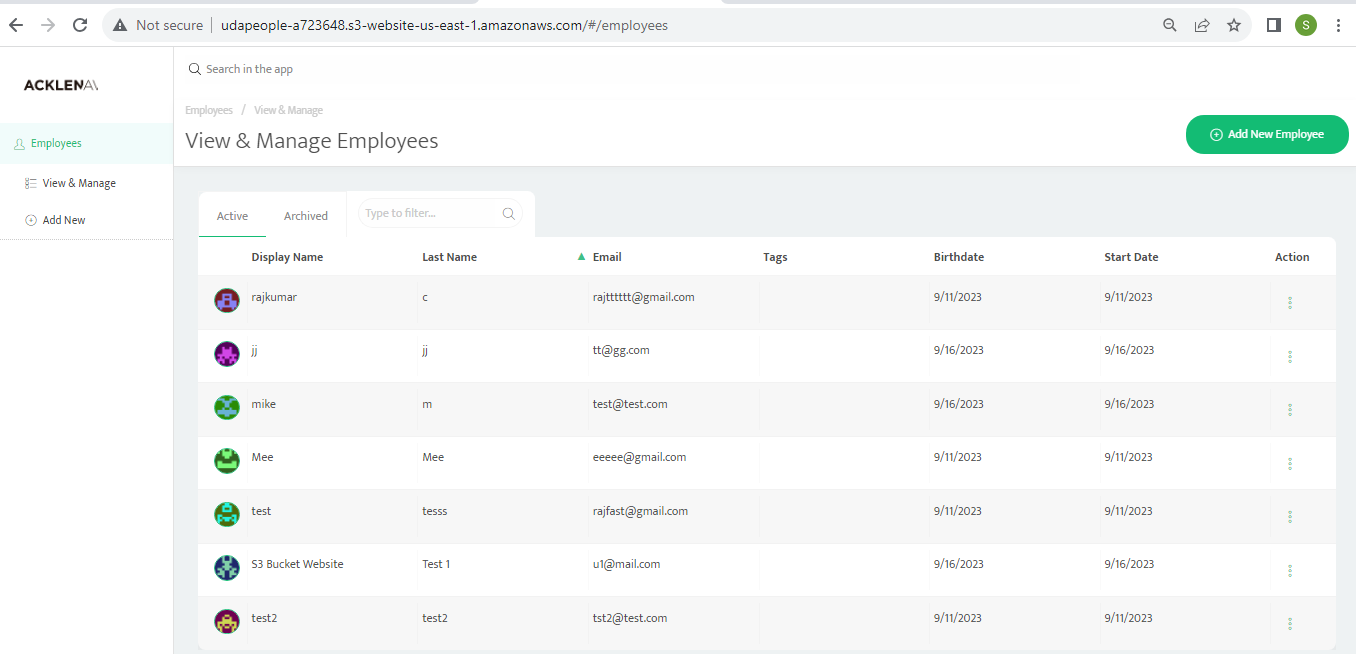 Not secure | udapeople-a723648.s3-website-us-east-1.amazonaws.com/#/employees S
ACKLENAV
Search in the app
Employees / View & Manage
View & Manage Employees
Add New Employee
Employees
View & Manage
Add New
Active Archived Type to filter...
Display Name Last Name Email Tags Birthdate Start Date Action
rajkumar c rajtttttt@gmail.com 9/11/2023 9/11/2023
jj jj tt@gg.com 9/16/2023 9/16/2023
mike m test@test.com 9/16/2023 9/16/2023
Mee Mee eeeee@gmail.com 9/11/2023 9/11/2023
test tesss rajfast@gmail.com 9/11/2023 9/11/2023
S3 Bucket Website Test 1 u1@mail.com 9/16/2023 9/16/2023
test2 test2 tst2@test.com 9/11/2023 9/11/2023